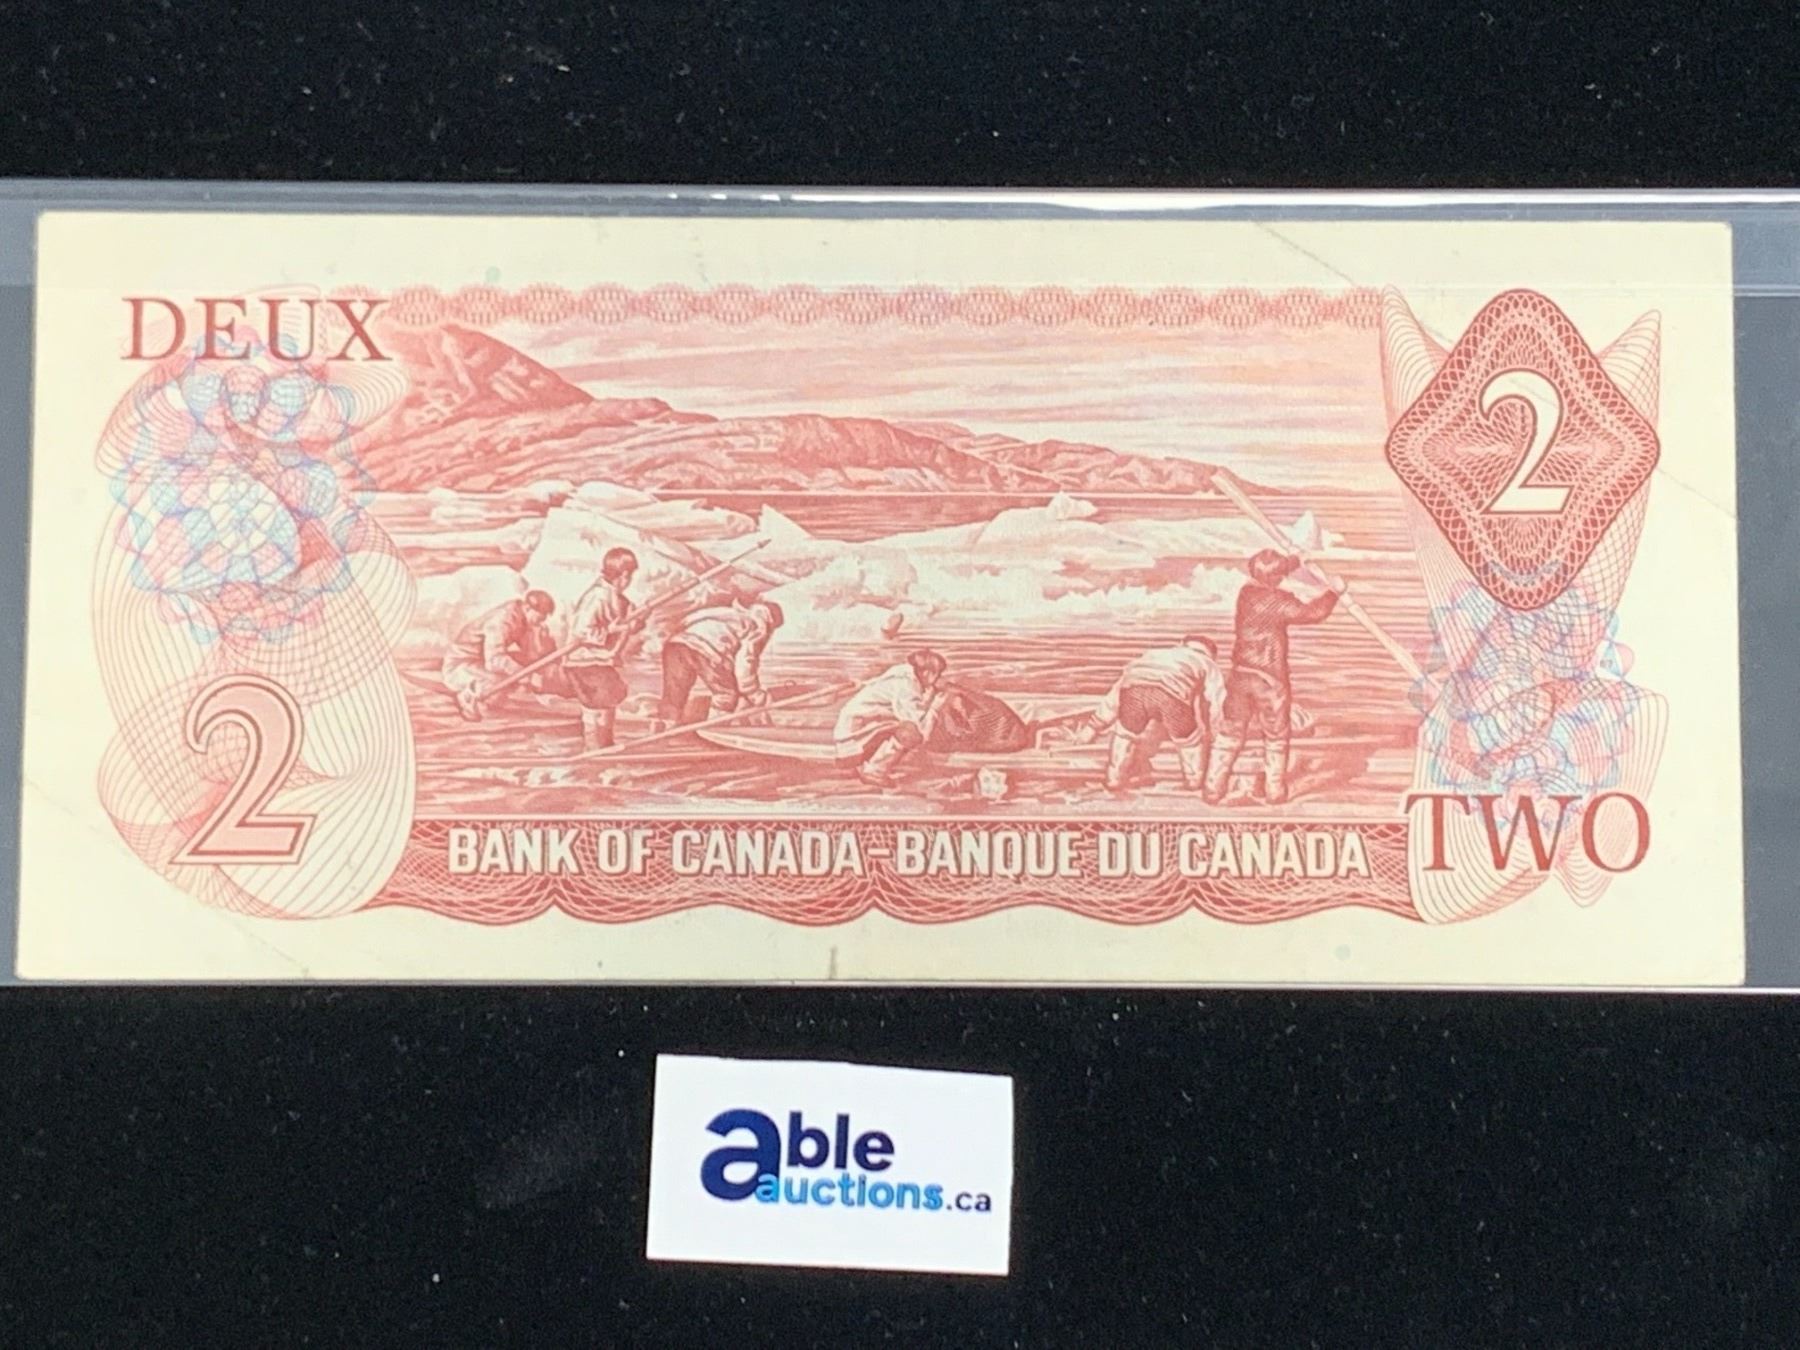 DEUX
2
2
BANK OF CANADA-BANQUE DU CANADA
TWO
able
auctions.ca